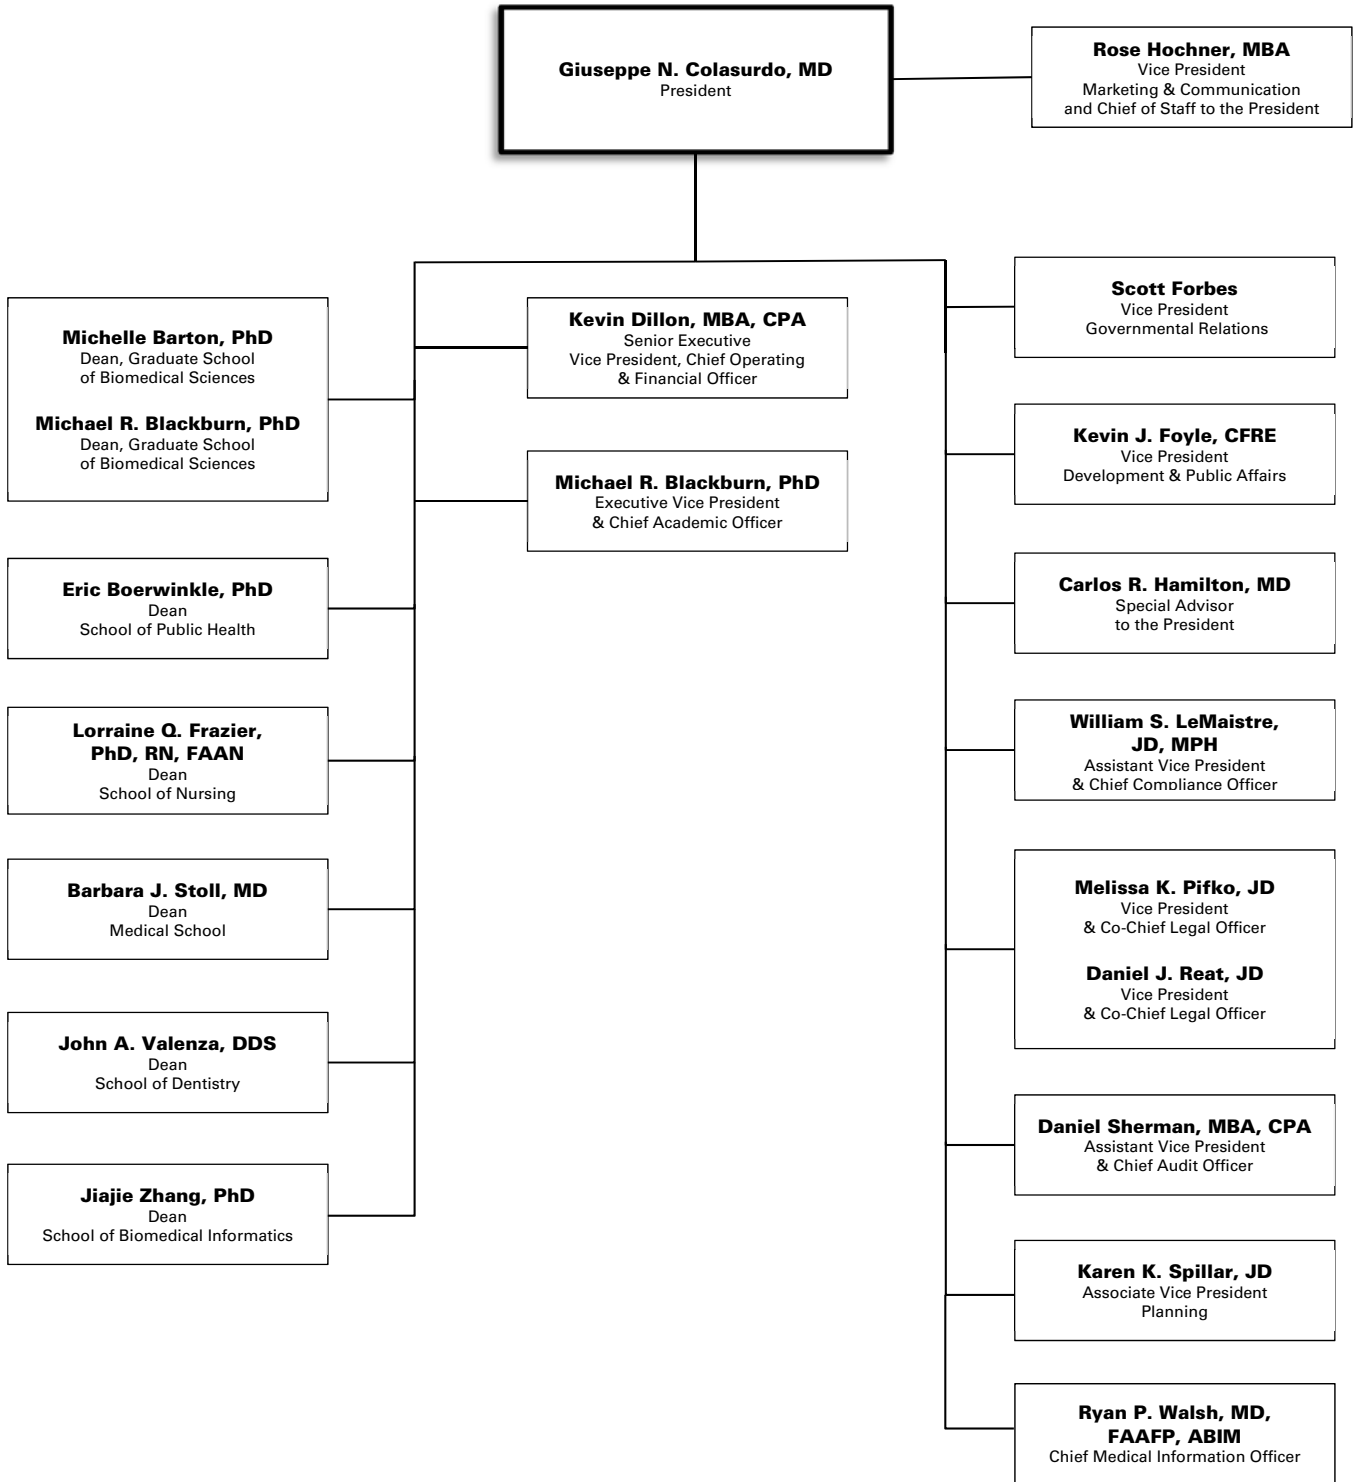 Giuseppe N. Colasurdo, MD
President
Rose Hochner, MBA
Vice President
Marketing & Communication
and Chief of Staff to the President
Michelle Barton, PhD
Dean, Graduate School
of Biomedical Sciences
Michael R. Blackburn, PhD
Dean, Graduate School
of Biomedical Sciences
Eric Boerwinkle, PhD
Dean
School of Public Health
Lorraine Q. Frazier,
PhD, RN, FAAN
Dean
School of Nursing
Barbara J. Stoll, MD
Dean
Medical School
John A. Valenza, DDS
Dean
School of Dentistry
Jiajie Zhang, PhD
Dean
School of Biomedical Informatics
Kevin Dillon, MBA, CPA
Senior Executive
Vice President, Chief Operating
& Financial Officer
Michael R. Blackburn, PhD
Executive Vice President
& Chief Academic Officer
Scott Forbes
Vice President
Governmental Relations
Kevin J. Foyle, CFRE
Vice President
Development & Public Affairs
Carlos R. Hamilton, MD
Special Advisor
to the President
William S. LeMaistre,
JD, MPH
Assistant Vice President
& Chief Compliance Officer
Melissa K. Pifko, JD
Vice President
& Co-Chief Legal Officer
Daniel J. Reat, JD
Vice President
& Co-Chief Legal Officer
Daniel Sherman, MBA, CPA
Assistant Vice President
& Chief Audit Officer
Karen K. Spillar, JD
Associate Vice President
Planning
Ryan P. Walsh, MD,
FAAFP, ABIM
Chief Medical Information Officer